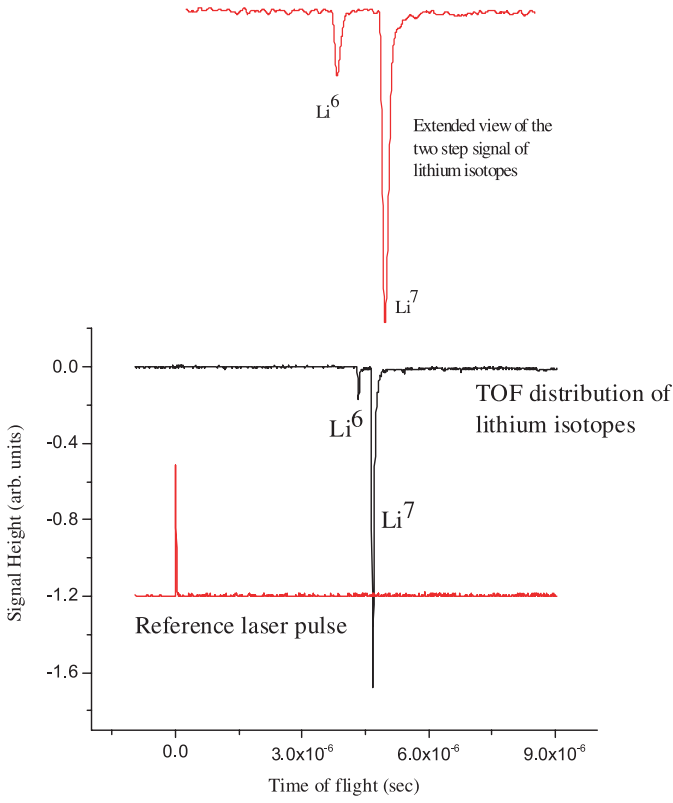 Li⁶
Extended view of the
two step signal of
lithium isotopes
Li⁷
0.0
-0.4
-0.8
-1.2
-1.6
Signal Height (arb. units)
TOF distribution of
lithium isotopes
Li⁶
Li⁷
Reference laser pulse
0.0
3.0x10⁻⁶
6.0x10⁻⁶
9.0x10⁻⁶
Time of flight (sec)